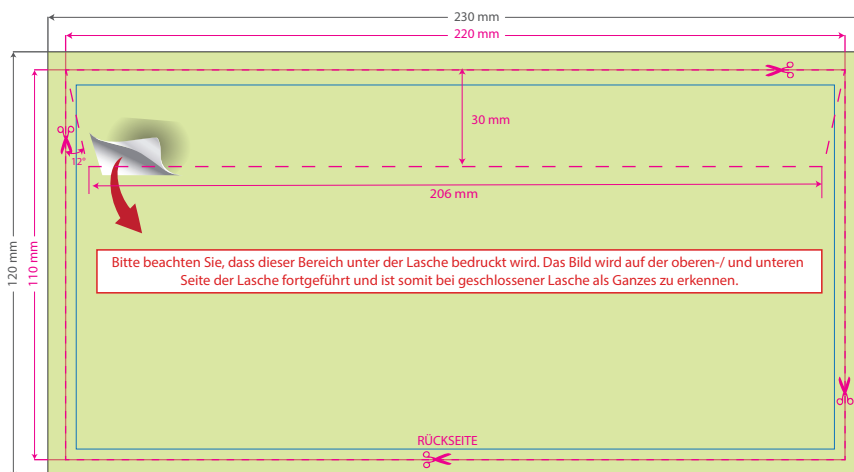 230 mm
220 mm
30 mm
12°
206 mm
120 mm
110 mm
Bitte beachten Sie, dass dieser Bereich unter der Lasche bedruckt wird. Das Bild wird auf der oberen-/ und unteren
Seite der Lasche fortgeführt und ist somit bei geschlossener Lasche als Ganzes zu erkennen.
RÜCKSEITE